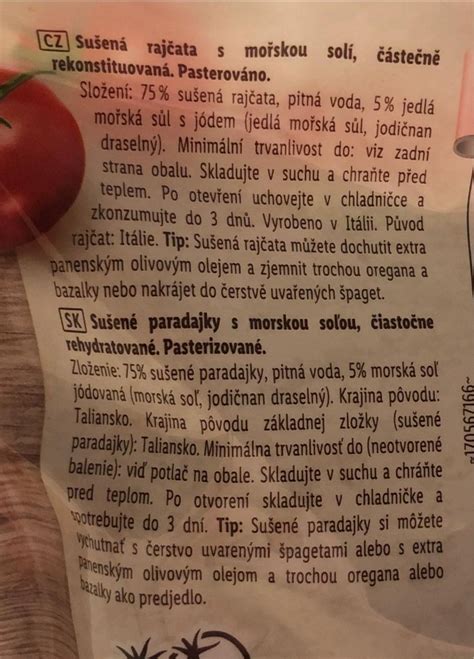 CZ Sušená rajčata s mořskou solí, částečně
rekonstituovaná. Pasterováno.
Složení: 75% sušená rajčata, pitná voda, 5% jedlá
mořská sůl s jódem (jedlá mořská sůl, jodičnan
draselný). Minimální trvanlivost do: viz zadní
strana obalu. Skladujte v suchu a chraňte před
teplem. Po otevření uchovejte v chladničce a
zkonzumujte do 3 dnů. Vyrobeno v Itálii. Původ
rajčat: Itálie. Tip: Sušená rajčata můžete dochutit extra
panenským olivovým olejem a zjemnit trochou oregana a
bazalky nebo nakrájet do čerstvě uvařených špaget.
SK Sušené paradajky s morskou soľou, čiastočne
rehydratované. Pasterizované.
Zloženie: 75% sušené paradajky, pitná voda, 5% morská soľ
jódovaná (morská soľ, jodičnan draselný). Krajina pôvodu:
Taliansko. Krajina pôvodu základnej zložky (sušené
paradajky): Taliansko. Minimálna trvanlivosť do (neotvorené
balenie): viď potlač na obale. Skladujte v suchu a chráňte
pred teplom. Po otvorení skladujte v chladničke a
spotrebujte do 3 dní. Tip: Sušené paradajky si môžete
vychutnať s čerstvo uvarenými špagetami alebo s extra
panenským olivovým olejom a trochou oregana alebo
bazalky ako predjedlo.
~170567166~